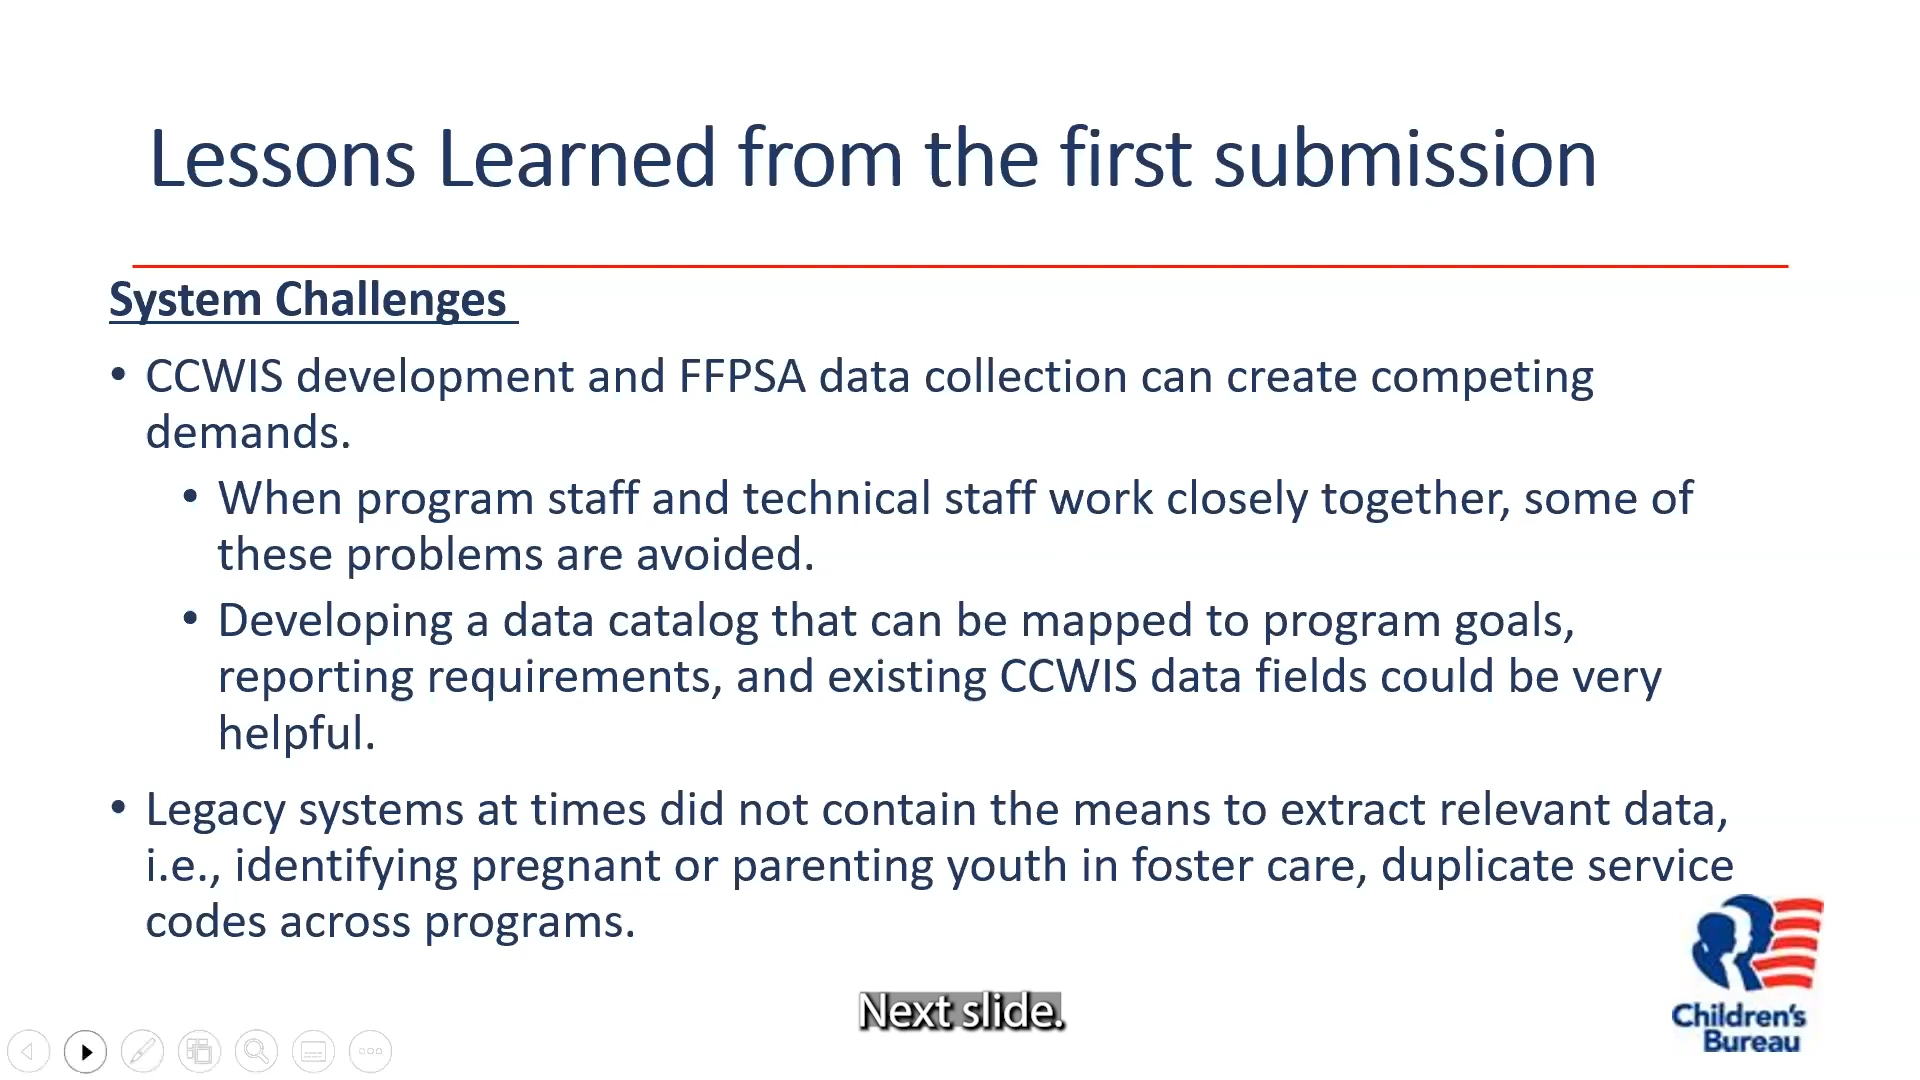 Lessons Learned from the first submission
System Challenges
• CCWIS development and FFPSA data collection can create competing
demands.
• When program staff and technical staff work closely together, some of
these problems are avoided.
• Developing a data catalog that can be mapped to program goals,
reporting requirements, and existing CCWIS data fields could be very
helpful.
• Legacy systems at times did not contain the means to extract relevant data,
i.e., identifying pregnant or parenting youth in foster care, duplicate service
codes across programs.
Next slide.
Children's
Bureau